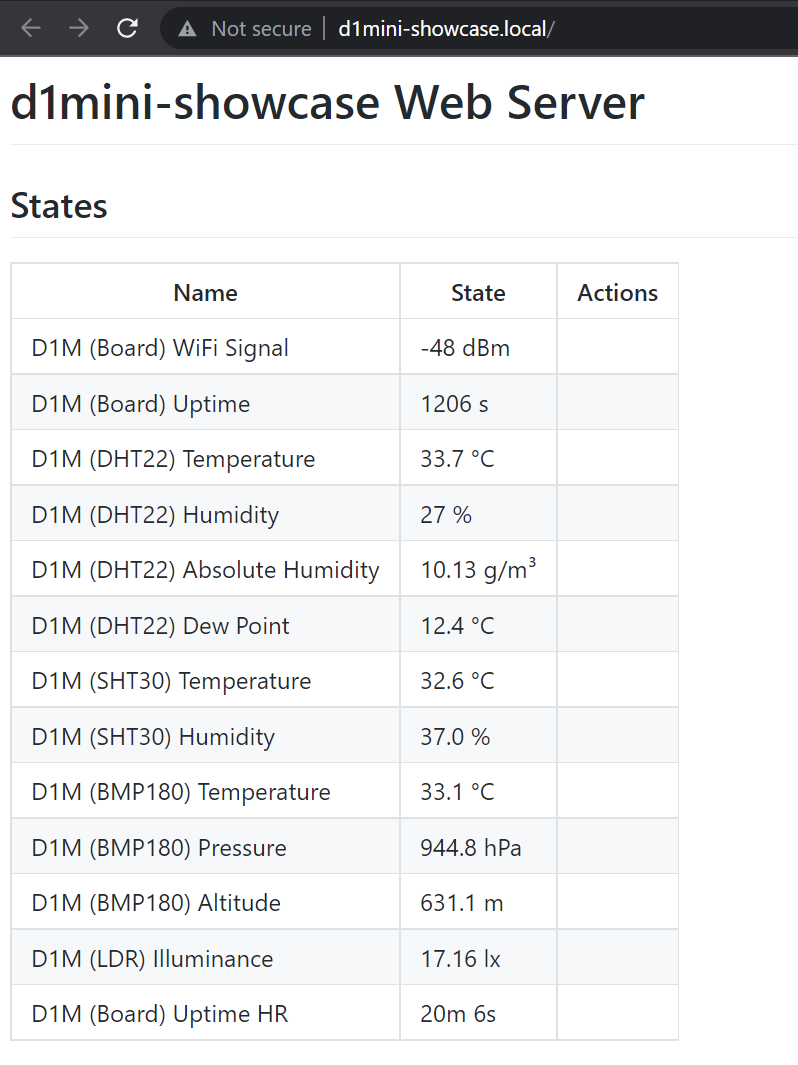 Not secure | d1mini-showcase.local/
d1mini-showcase Web Server
States
Name State Actions
D1M (Board) WiFi Signal -48 dBm
D1M (Board) Uptime 1206 s
D1M (DHT22) Temperature 33.7 °C
D1M (DHT22) Humidity 27 %
D1M (DHT22) Absolute Humidity 10.13 g/m³
D1M (DHT22) Dew Point 12.4 °C
D1M (SHT30) Temperature 32.6 °C
D1M (SHT30) Humidity 37.0 %
D1M (BMP180) Temperature 33.1 °C
D1M (BMP180) Pressure 944.8 hPa
D1M (BMP180) Altitude 631.1 m
D1M (LDR) Illuminance 17.16 lx
D1M (Board) Uptime HR 20m 6s